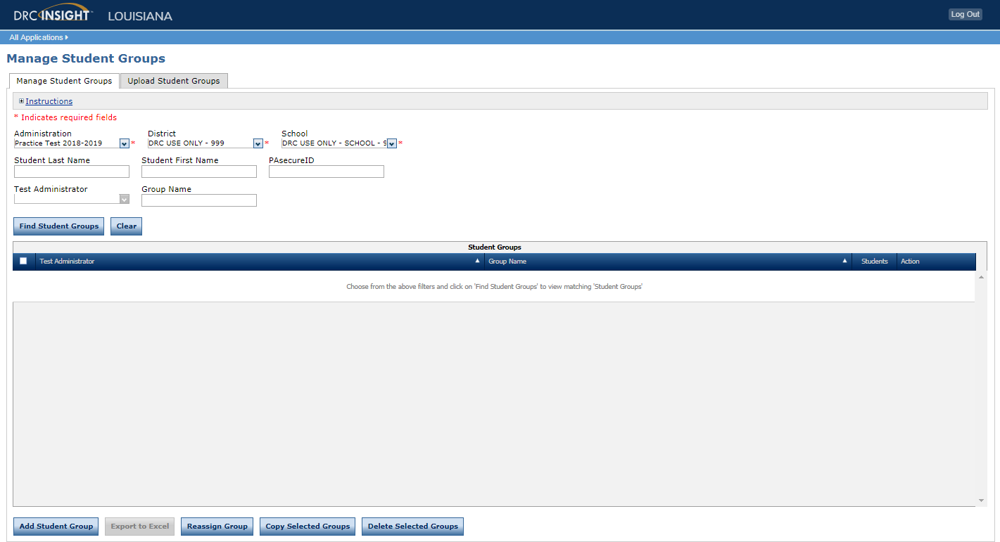 DRC INSIGHT™ LOUISIANA Log Out
All Applications
Manage Student Groups
Manage Student Groups Upload Student Groups
Instructions
* Indicates required fields
Administration District School
Practice Test 2018-2019 * DRC USE ONLY - 999 * DRC USE ONLY - SCHOOL - 9 *
Student Last Name Student First Name PAsecureID
Test Administrator Group Name
Find Student Groups Clear
Student Groups
Test Administrator Group Name Students Action
Choose from the above filters and click on 'Find Student Groups' to view matching 'Student Groups'
Add Student Group Export to Excel Reassign Group Copy Selected Groups Delete Selected Groups